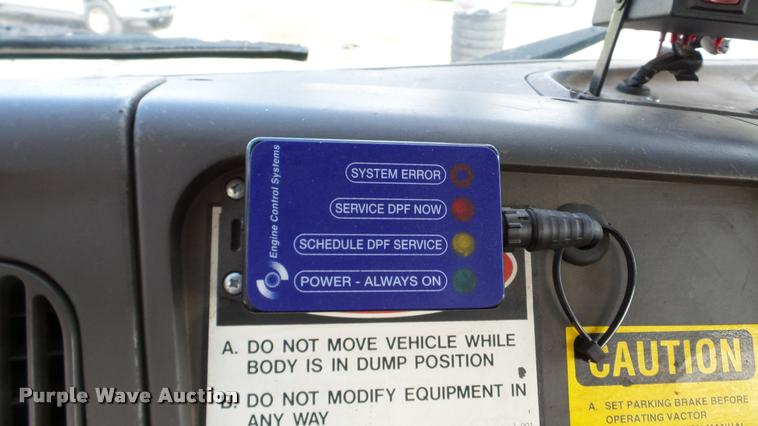 Engine Control Systems
SYSTEM ERROR
SERVICE DPF NOW
SCHEDULE DPF SERVICE
POWER - ALWAYS ON
A. DO NOT MOVE VEHICLE WHILE
BODY IS IN DUMP POSITION
B. DO NOT MODIFY EQUIPMENT IN
ANY WAY
CAUTION
A. SET PARKING BRAKE BEFORE
OPERATING VACTOR
Purple Wave Auction